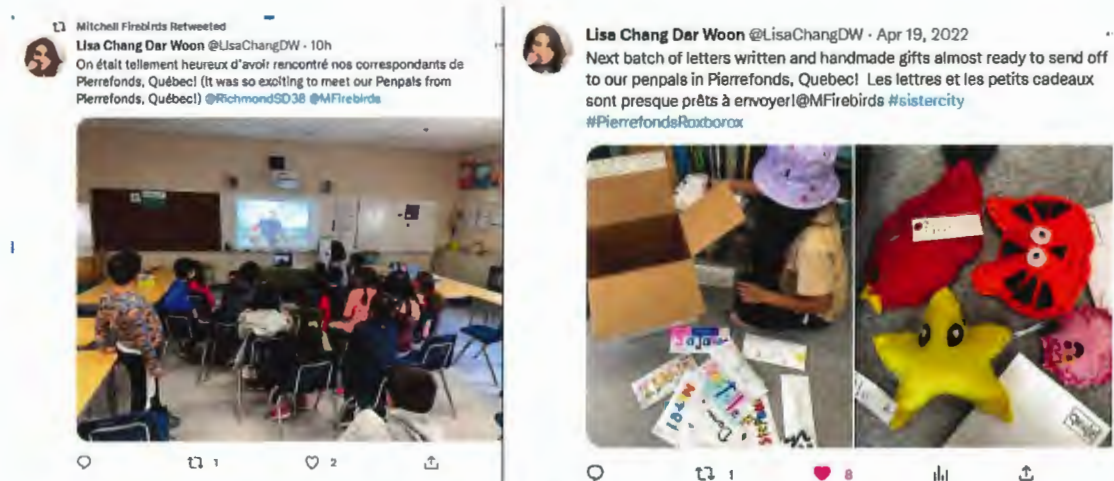 Mitchell Firebirds Retweeted
Lisa Chang Dar Woon @LisaChangDW · 10h
On était tellement heureux d'avoir rencontré nos correspondants de
Pierrefonds, Québec! (It was so exciting to meet our Penpals from
Pierrefonds, Québec!) @RichmondSD38 @MFirebirds
1
2
Lisa Chang Dar Woon @LisaChangDW · Apr 19, 2022
Next batch of letters written and handmade gifts almost ready to send off
to our penpals in Pierrefonds, Quebec! Les lettres et les petits cadeaux
sont presque prêts à envoyer!@MFirebirds #sistercity
#PierrefondsRoxborox
1
8